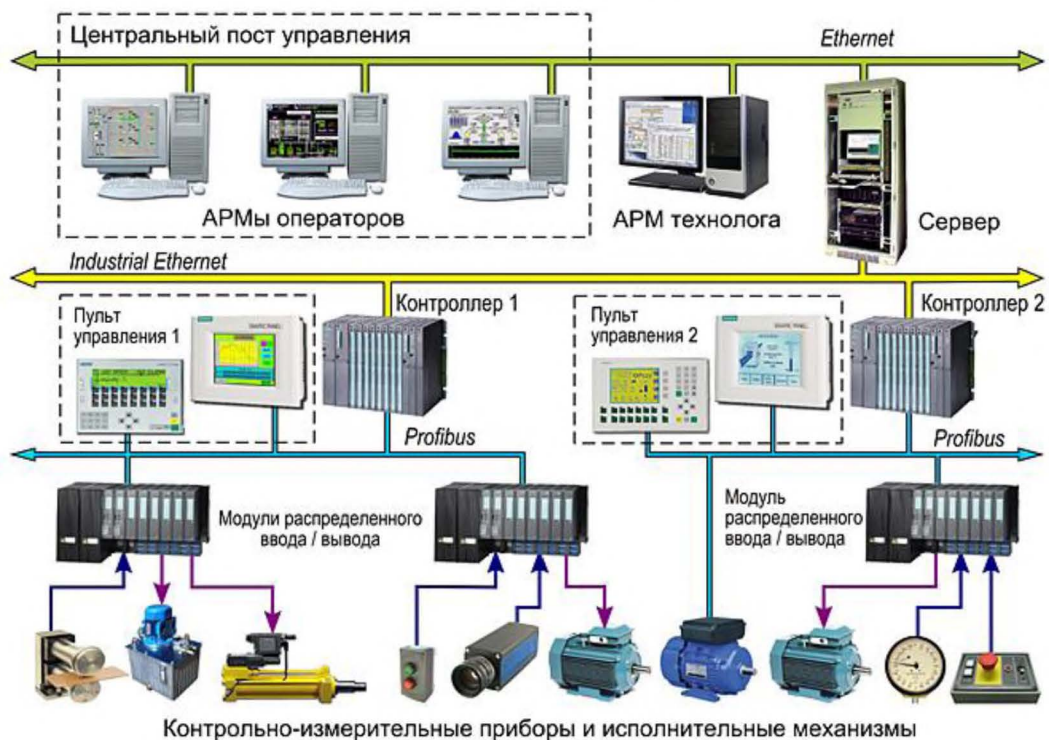 Центральный пост управления
Ethernet
АРМы операторов
АРМ технолога
Сервер
Industrial Ethernet
Пульт
управления 1
Контроллер 1
Пульт
управления 2
Контроллер 2
Profibus
Profibus
Модули распределенного
ввода / вывода
Модуль
распределенного
ввода / вывода
Контрольно-измерительные приборы и исполнительные механизмы